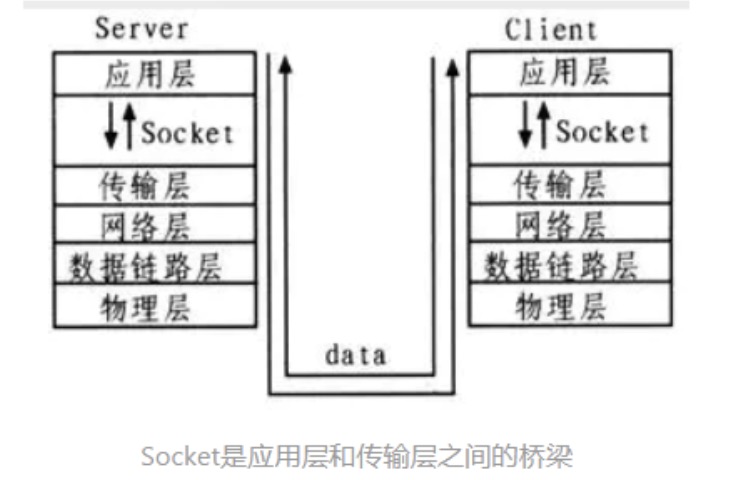 Server
应用层
Socket
传输层
网络层
数据链路层
物理层
Client
应用层
Socket
传输层
网络层
数据链路层
物理层
data
Socket是应用层和传输层之间的桥梁